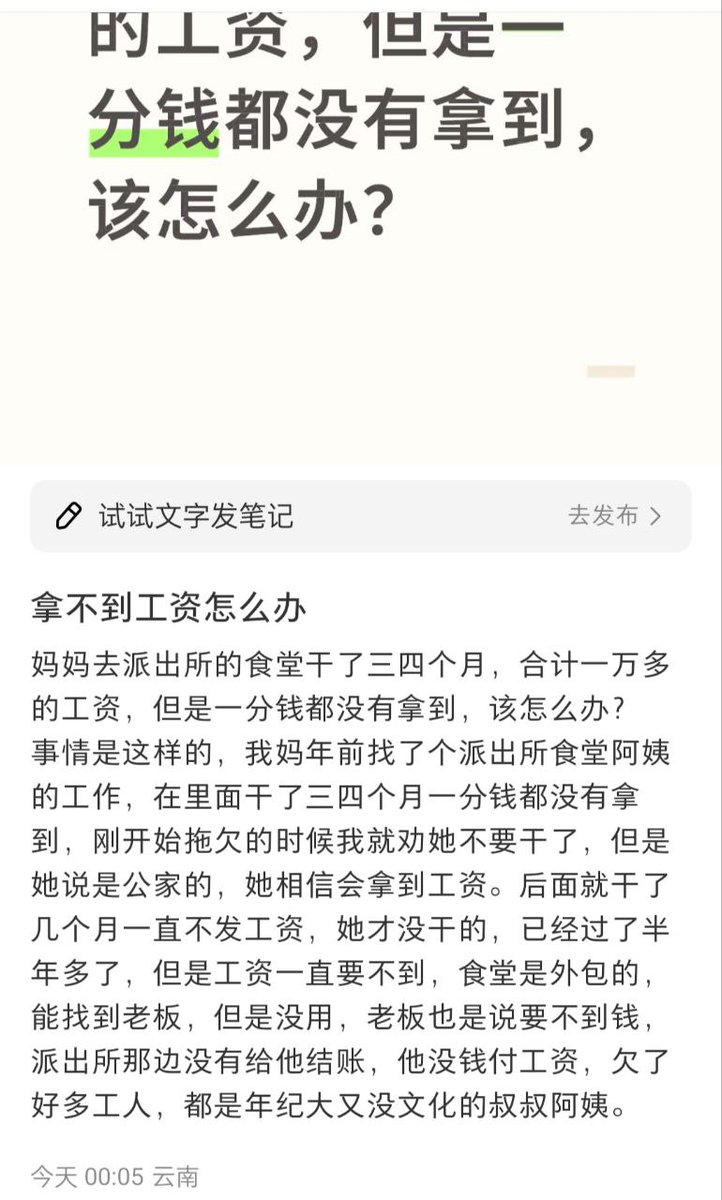 的工资，但是一
分钱都没有拿到，
该怎么办？
试试文字发笔记
去发布 >
拿不到工资怎么办
妈妈去派出所的食堂干了三四个月，合计一万多
的工资，但是一分钱都没有拿到，该怎么办？
事情是这样的，我妈年前找了个派出所食堂阿姨
的工作，在里面干了三四个月一分钱都没有拿
到，刚开始拖欠的时候我就劝她不要干了，但是
她说是公家的，她相信会拿到工资。后面就干了
几个月一直不发工资，她才没干的，已经过了半
年多了，但是工资一直要不到，食堂是外包的，
能找到老板，但是没用，老板也是说要不到钱，
派出所那边没有给他结账，他没钱付工资，欠了
好多工人，都是年纪大又没文化的叔叔阿姨。
今天 00:05 云南